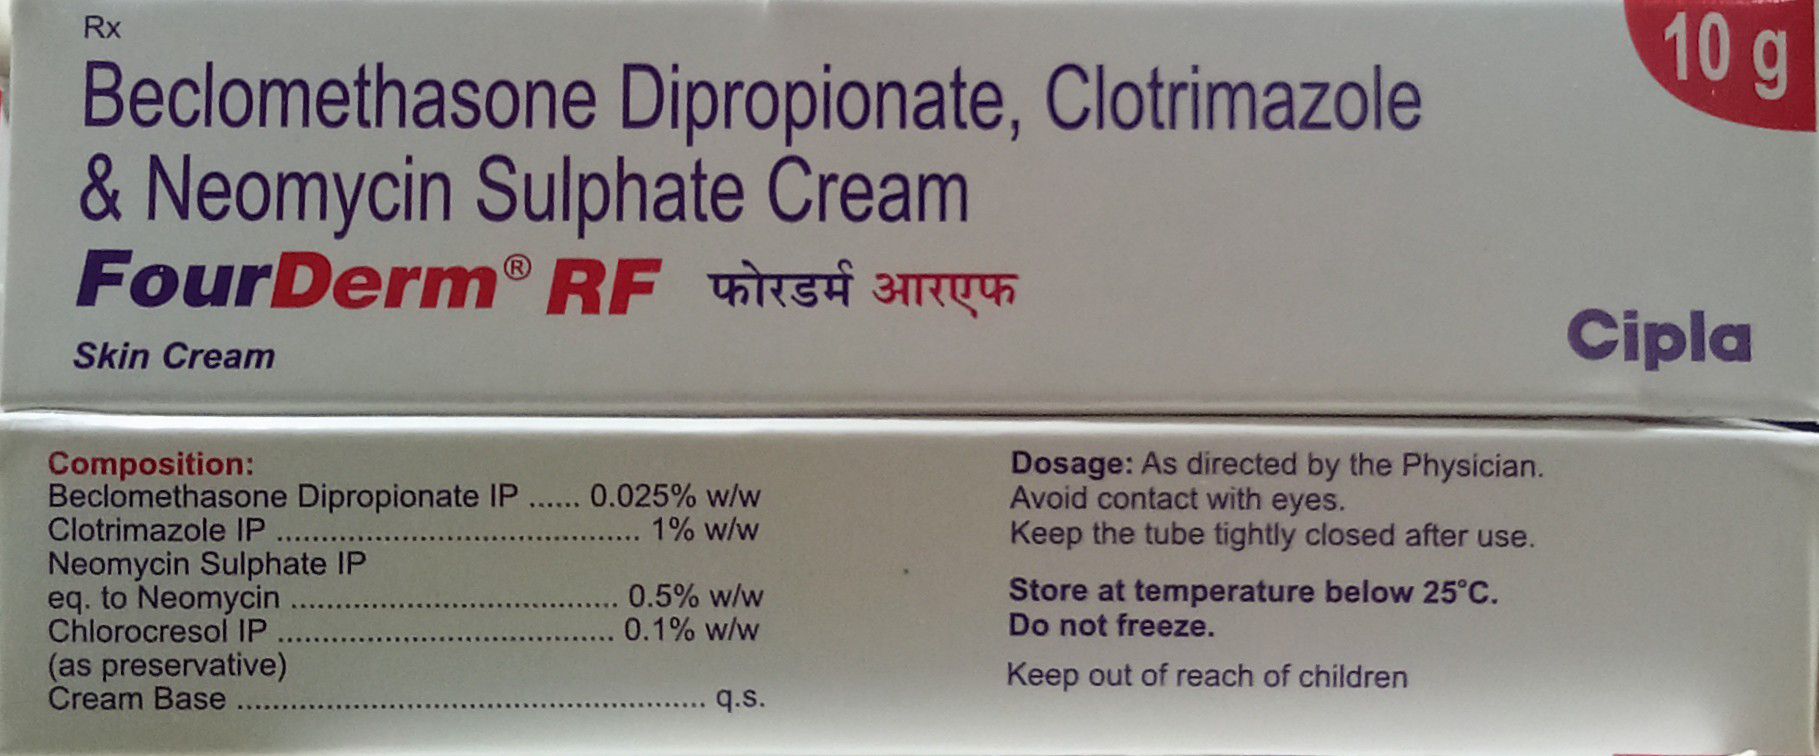 Rx
10 g
Beclomethasone Dipropionate, Clotrimazole
& Neomycin Sulphate Cream
FourDerm® RF फोरडर्म आरएफ
Skin Cream
Cipla
Composition:
Beclomethasone Dipropionate IP ...... 0.025% w/w
Clotrimazole IP ........................................ 1% w/w
Neomycin Sulphate IP
eq. to Neomycin .................................... 0.5% w/w
Chlorocresol IP ..................................... 0.1% w/w
(as preservative)
Cream Base .................................................... q.s.
Dosage: As directed by the Physician.
Avoid contact with eyes.
Keep the tube tightly closed after use.
Store at temperature below 25°C.
Do not freeze.
Keep out of reach of children